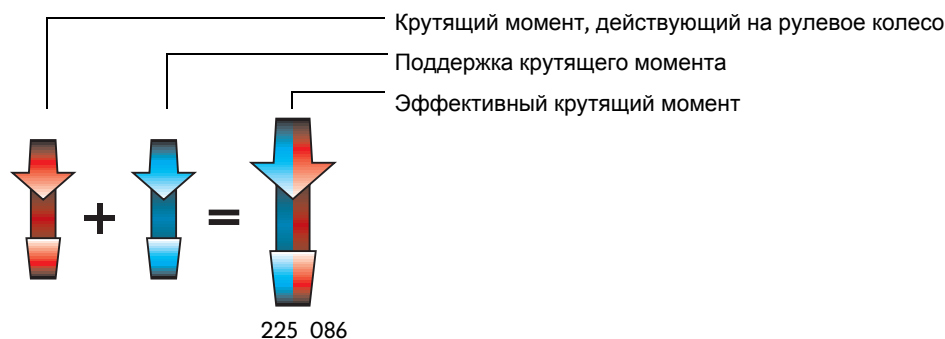 Крутящий момент, действующий на рулевое колесо
Поддержка крутящего момента
Эффективный крутящий момент
+ =
225 086